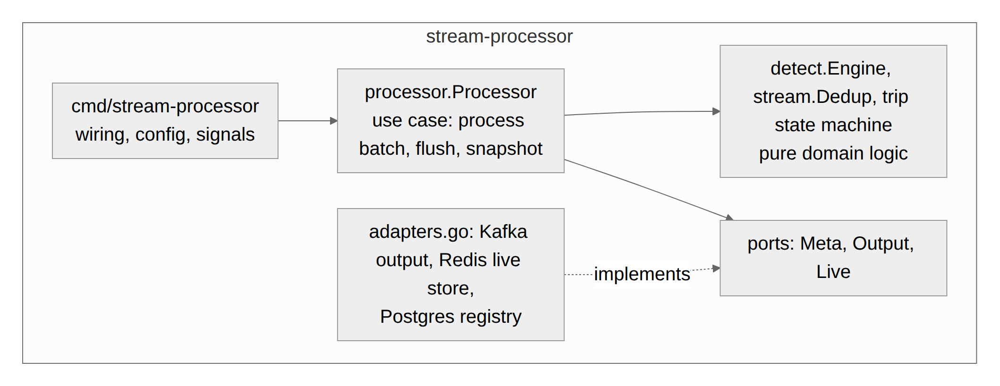 stream-processor
cmd/stream-processor
wiring, config, signals
processor.Processor
use case: process
batch, flush, snapshot
detect.Engine,
stream.Dedup, trip
state machine
pure domain logic
adapters.go: Kafka
output, Redis live
store,
Postgres registry
implements
ports: Meta, Output,
Live